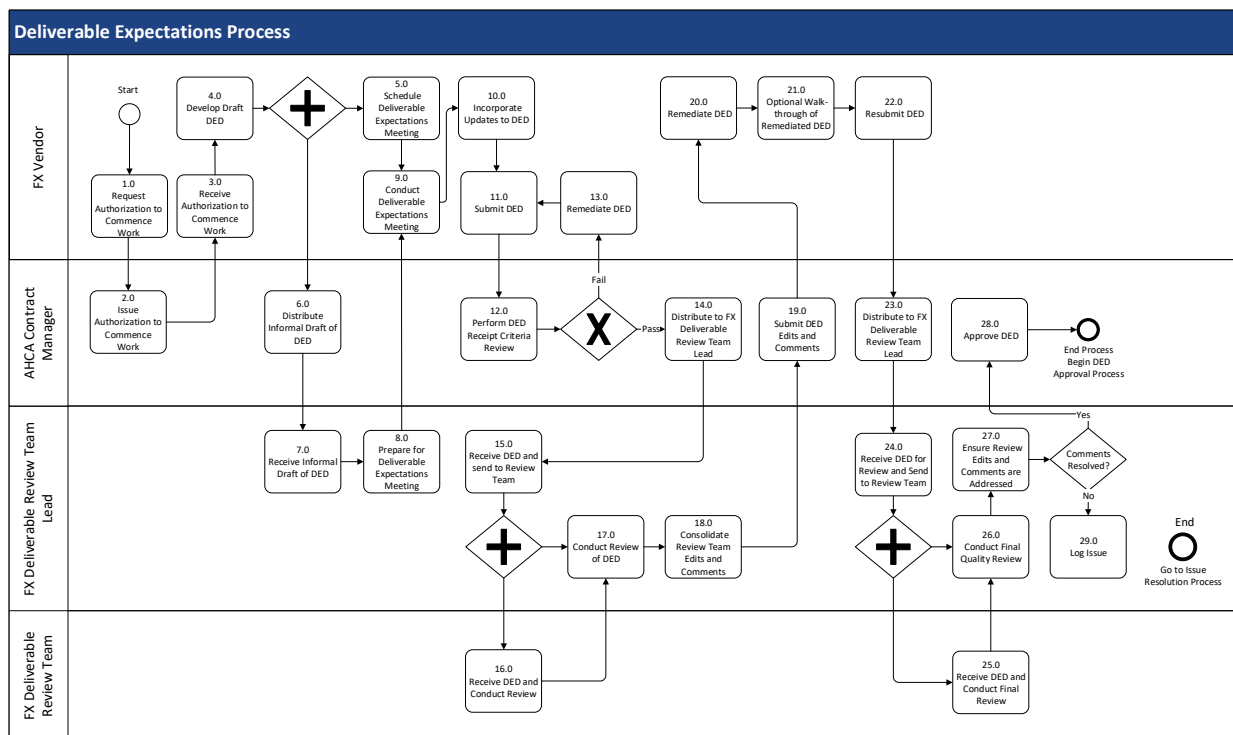 Deliverable Expectations Process
FX Vendor
Start
1.0
Request
Authorization to
Commence
Work
3.0
Receive
Authorization to
Commence
Work
4.0
Develop Draft
DED
5.0
Schedule
Deliverable
Expectations
Meeting
9.0
Conduct
Deliverable
Expectations
Meeting
10.0
Incorporate
Updates to DED
11.0
Submit DED
13.0
Remediate DED
20.0
Remediate DED
21.0
Optional Walk-
through of
Remediated DED
22.0
Resubmit DED
AHCA Contract
Manager
2.0
Issue
Authorization to
Commence
Work
6.0
Distribute
Informal Draft of
DED
12.0
Perform DED
Receipt Criteria
Review
Fail
X
Pass
14.0
Distribute to FX
Deliverable
Review Team
Lead
19.0
Submit DED
Edits and
Comments
23.0
Distribute to FX
Deliverable
Review Team
Lead
28.0
Approve DED
End Process
Begin DED
Approval Process
FX Deliverable Review Team
Lead
7.0
Receive Informal
Draft of DED
8.0
Prepare for
Deliverable
Expectations
Meeting
15.0
Receive DED and
send to Review
Team
17.0
Conduct Review
of DED
18.0
Consolidate
Review Team
Edits and
Comments
24.0
Receive DED for
Review and Send
to Review Team
26.0
Conduct Final
Quality Review
27.0
Ensure Review
Edits and
Comments are
Addressed
Yes
Comments
Resolved?
No
29.0
Log Issue
End
Go to Issue
Resolution Process
FX Deliverable
Review Team
16.0
Receive DED and
Conduct Review
25.0
Receive DED and
Conduct Final
Review